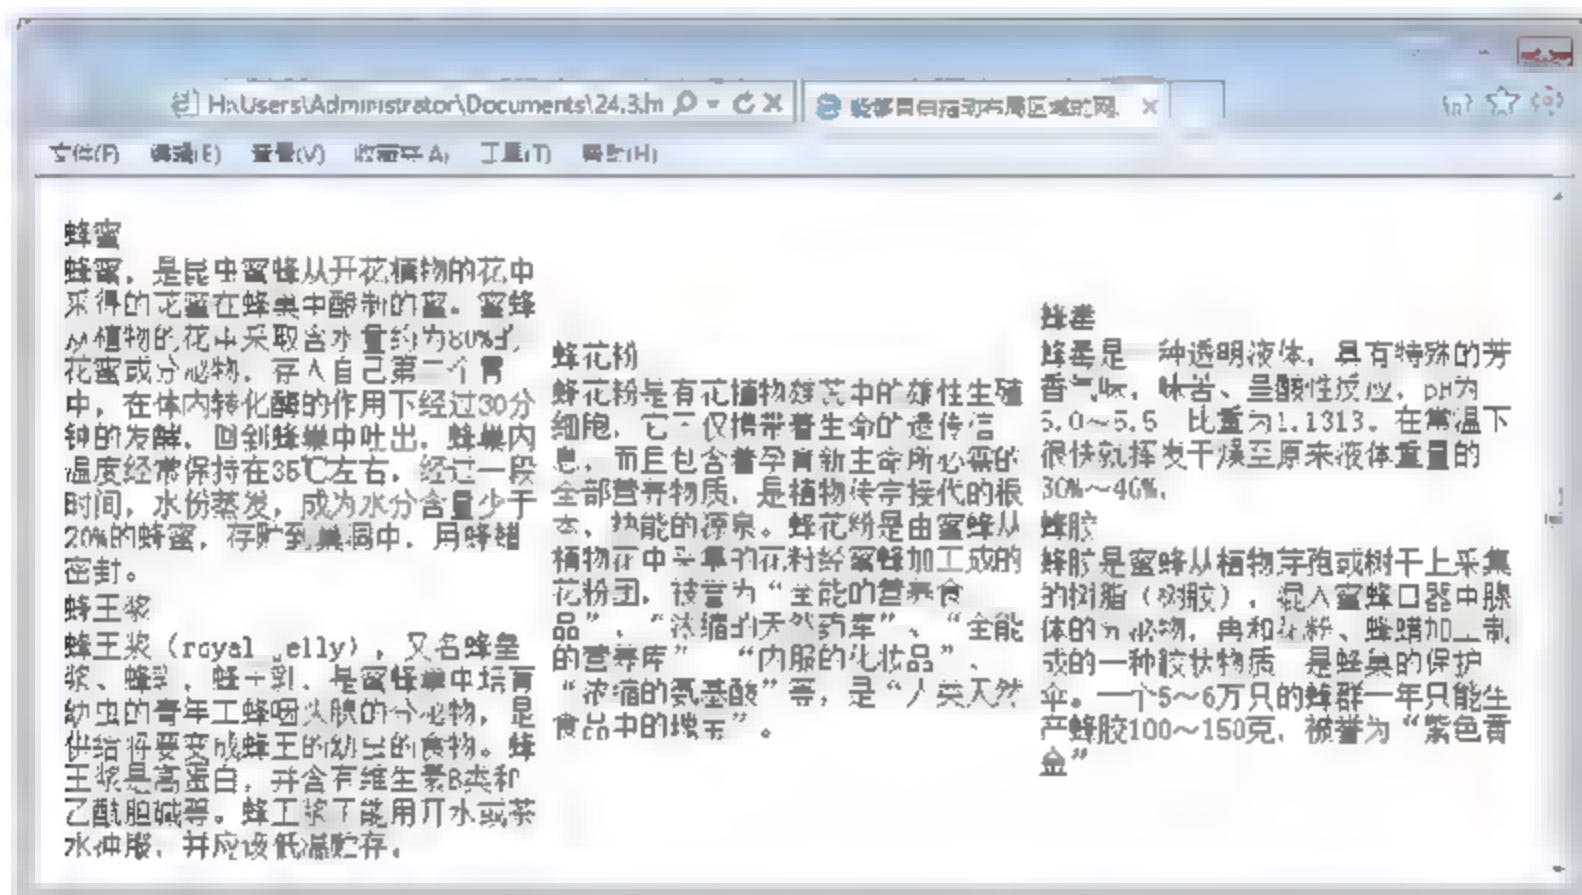 H:\Users\Administrator\Documents\24.3.h
文件(F) 编辑(E) 查看(V) 收藏夹(A) 工具(T) 帮助(H)
蜂蜜
蜂蜜，是昆虫蜜蜂从开花植物的花中
采得的花蜜在蜂巢中酿制的蜜。蜜蜂
从植物的花中采取含水量约为80%的
花蜜或分泌物，存入自己第二个胃
中，在体内转化酶的作用下经过30分
钟的发酵，回到蜂巢中吐出，蜂巢内
温度经常保持在35℃左右，经过一段
时间，水份蒸发，成为水分含量少于
20%的蜂蜜，存贮到巢洞中，用蜂蜡
密封。
蜂王浆
蜂王浆（royal jelly），又名蜂皇
浆、蜂乳、蜂王乳，是蜜蜂巢中培育
幼虫的青年工蜂咽头腺的分泌物，是
供给将要变成蜂王的幼虫的食物。蜂
王浆是高蛋白，并含有维生素B类和
乙酰胆碱等。蜂王浆不能用开水或茶
水冲服，并应该低温贮存。
蜂花粉
蜂花粉是有花植物雄蕊中的雄性生殖
细胞，它不仅携带着生命的遗传信
息，而且包含着孕育新生命所必需的
全部营养物质，是植物传宗接代的根
本，热能的源泉。蜂花粉是由蜜蜂从
植物花中采集的花粉经蜜蜂加工成的
花粉团，被誉为“全能的营养食
品”、“浓缩的天然药库”、“全能
的营养库”、“内服的化妆品”、
“浓缩的氨基酸”等，是“人类天然
食品中的瑰宝”。
蜂毒
蜂毒是一种透明液体，具有特殊的芳
香气味，味苦、呈酸性反应，pH为
5.0～5.5，比重为1.1313。在常温下
很快就挥发干燥至原来液体重量的
30%～40%。
蜂胶
蜂胶是蜜蜂从植物芽孢或树干上采集
的树脂（树胶），混入蜜蜂口器中腺
体的分泌物，再和花粉、蜂蜡加工制
成的一种胶状物质，是蜂巢的保护
伞。一个5～6万只的蜂群一年只能生
产蜂胶100～150克，被誉为“紫色黄
金”